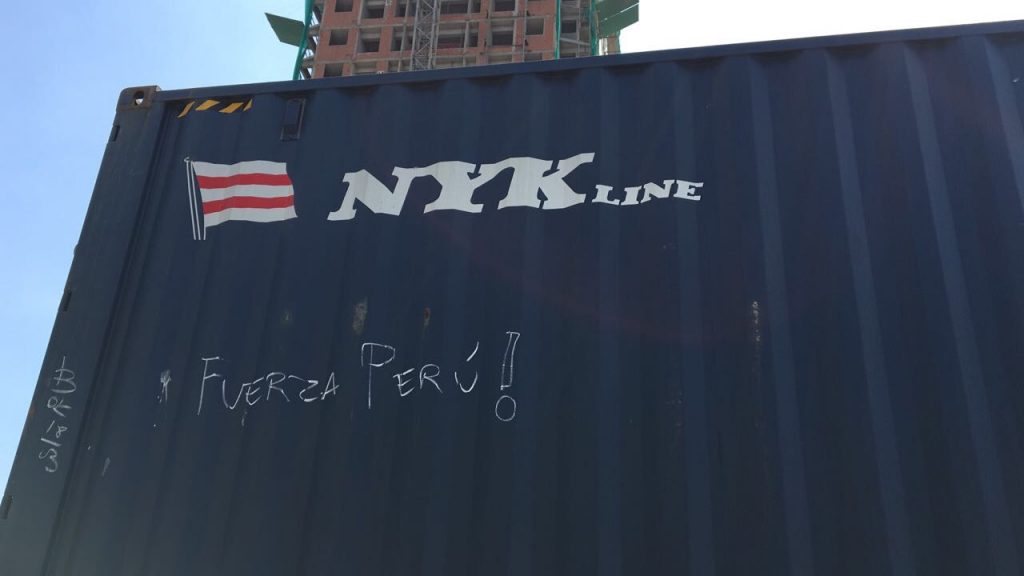 NYK LINE
FUERZA PERÚ!